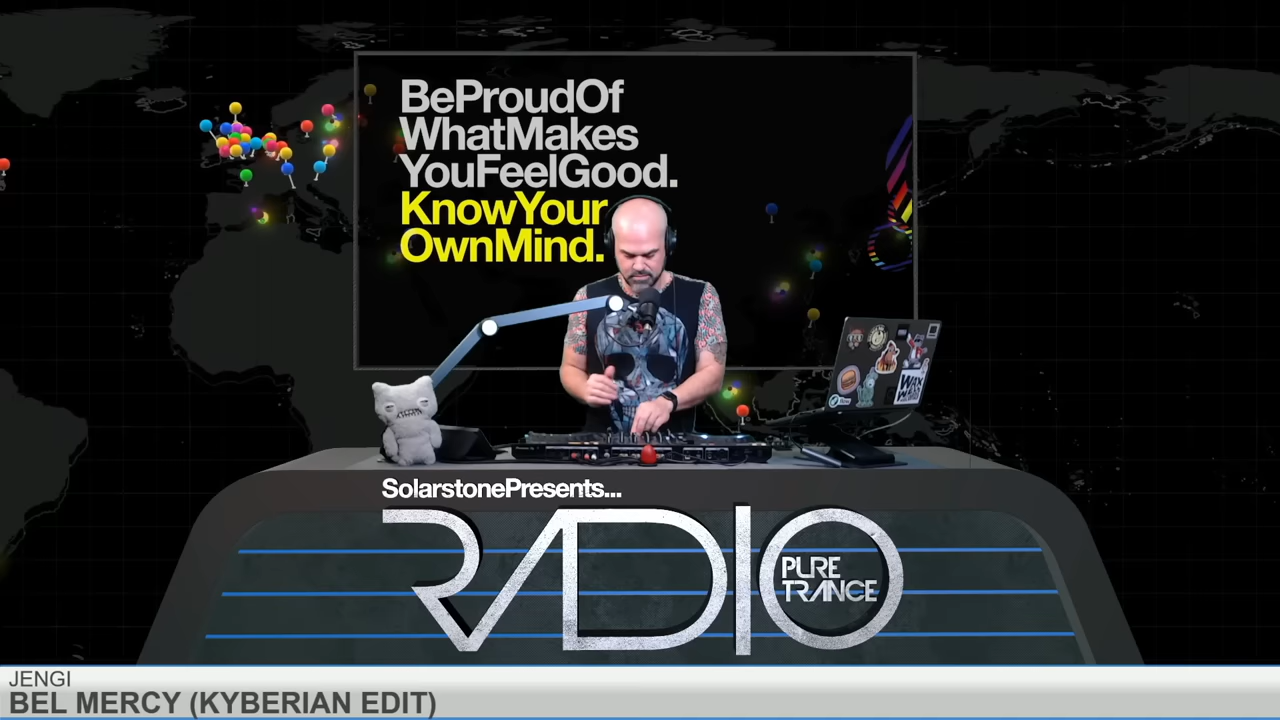 BeProudOf
WhatMakes
YouFeelGood.
KnowYour
OwnMind.
SolarstonePresents...
RADIO
PURE
TRANCE
JENGI
BEL MERCY (KYBERIAN EDIT)